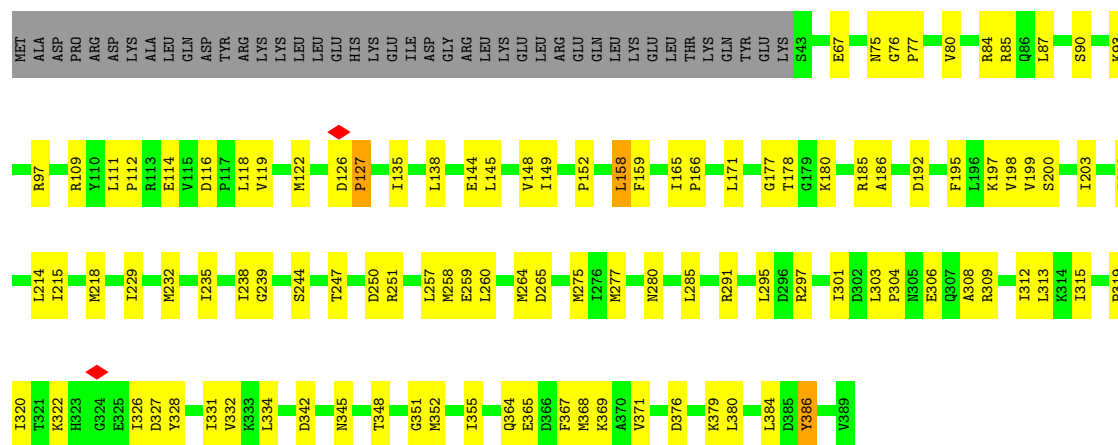 MET ALA ASP PRO ARG ASP LYS ALA LEU GLN ASP TYR ARG LYS LYS LEU LEU GLU HIS LYS GLU ILE ASP GLY ARG LEU LYS GLU LEU ARG GLU GLN LEU LYS GLU LEU THR LYS GLN TYR GLU LYS S43 E67 N75 G76 P77 V80 R84 R85 Q86 L87 S90 K93
R97 R109 Y110 L111 P112 R113 E114 V115 D116 P117 L118 V119 M122 D126 P127 I135 L138 E144 L145 V148 I149 P152 L158 F159 I165 P166 L171 G177 T178 G179 K180 R185 A186 D192 F195 L196 K197 V198 V199 S200 I203
L214 I215 M218 I229 M232 I235 I238 G239 S244 T247 D250 R251 L257 M258 E259 L260 M264 D265 M275 I276 M277 N280 L285 R291 L295 D296 R297 I301 D302 L303 P304 N305 E306 Q307 A308 R309 I312 L313 K314 I315
I320 T321 K322 H323 G324 E325 I326 D327 Y328 I331 V332 K333 L334 D342 N345 T348 G351 M352 I355 Q364 E365 D366 F367 M368 K369 A370 V371 D376 K379 L380 L384 D385 Y386 V389